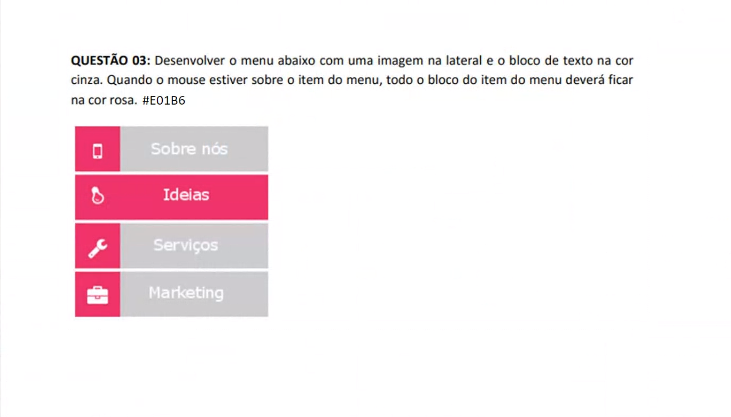 QUESTÃO 03: Desenvolver o menu abaixo com uma imagem na lateral e o bloco de texto na cor
cinza. Quando o mouse estiver sobre o item do menu, todo o bloco do item do menu deverá ficar
na cor rosa. #E01B6
Sobre nós
Ideias
Serviços
Marketing